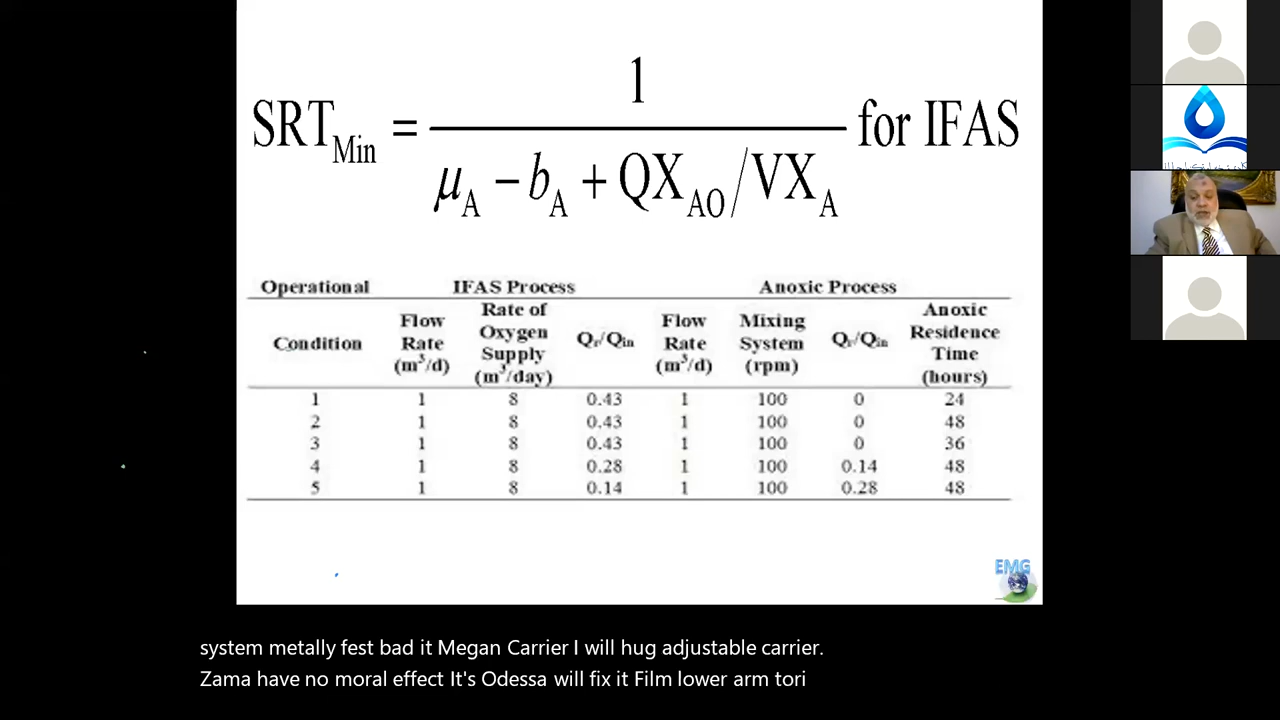 SRT_Min = 1 / (μ_A − b_A + QX_AO/VX_A) for IFAS
Operational IFAS Process Anoxic Process
Condition Flow Rate (m³/d) Rate of Oxygen Supply (m³/day) Qr/Qin Flow Rate (m³/d) Mixing System (rpm) Qr/Qin Anoxic Residence Time (hours)
1 1 8 0.43 1 100 0 24
2 1 8 0.43 1 100 0 48
3 1 8 0.43 1 100 0 36
4 1 8 0.28 1 100 0.14 48
5 1 8 0.14 1 100 0.28 48
EMG
system metally fest bad it Megan Carrier I will hug adjustable carrier.
Zama have no moral effect It's Odessa will fix it Film lower arm tori